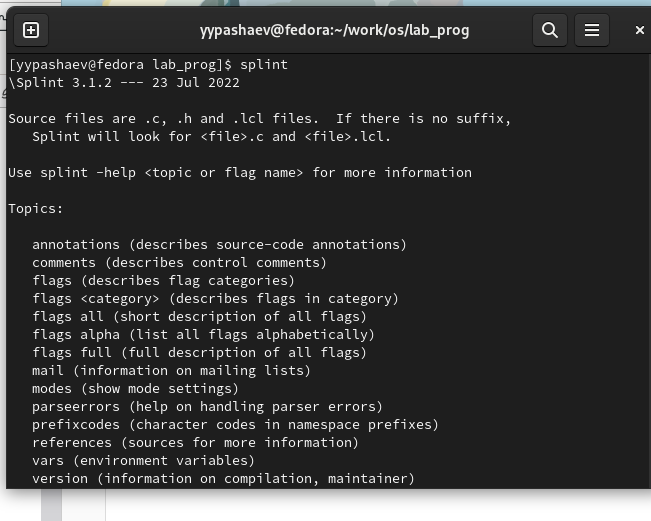 yypashaev@fedora:~/work/os/lab_prog
[yypashaev@fedora lab_prog]$ splint
\Splint 3.1.2 --- 23 Jul 2022
Source files are .c, .h and .lcl files.  If there is no suffix,
   Splint will look for <file>.c and <file>.lcl.
Use splint -help <topic or flag name> for more information
Topics:
   annotations (describes source-code annotations)
   comments (describes control comments)
   flags (describes flag categories)
   flags <category> (describes flags in category)
   flags all (short description of all flags)
   flags alpha (list all flags alphabetically)
   flags full (full description of all flags)
   mail (information on mailing lists)
   modes (show mode settings)
   parseerrors (help on handling parser errors)
   prefixcodes (character codes in namespace prefixes)
   references (sources for more information)
   vars (environment variables)
   version (information on compilation, maintainer)